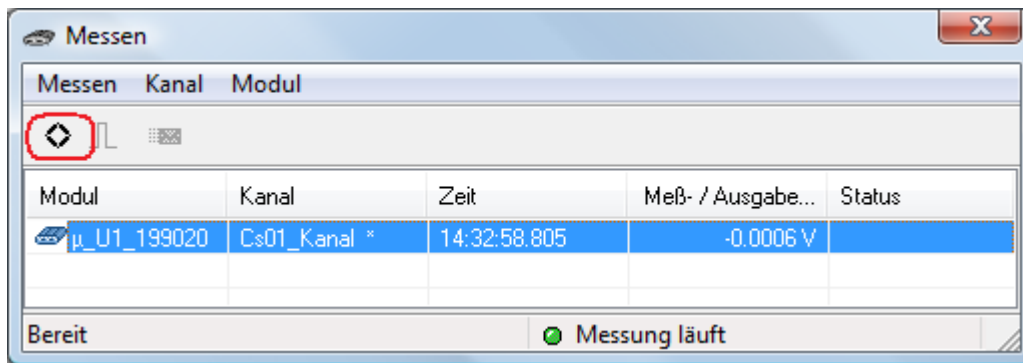 Messen
Messen Kanal Modul
Modul Kanal Zeit Meß- / Ausgabe... Status
µ_U1_199020 Cs01_Kanal * 14:32:58.805 -0.0006 V
Bereit Messung läuft